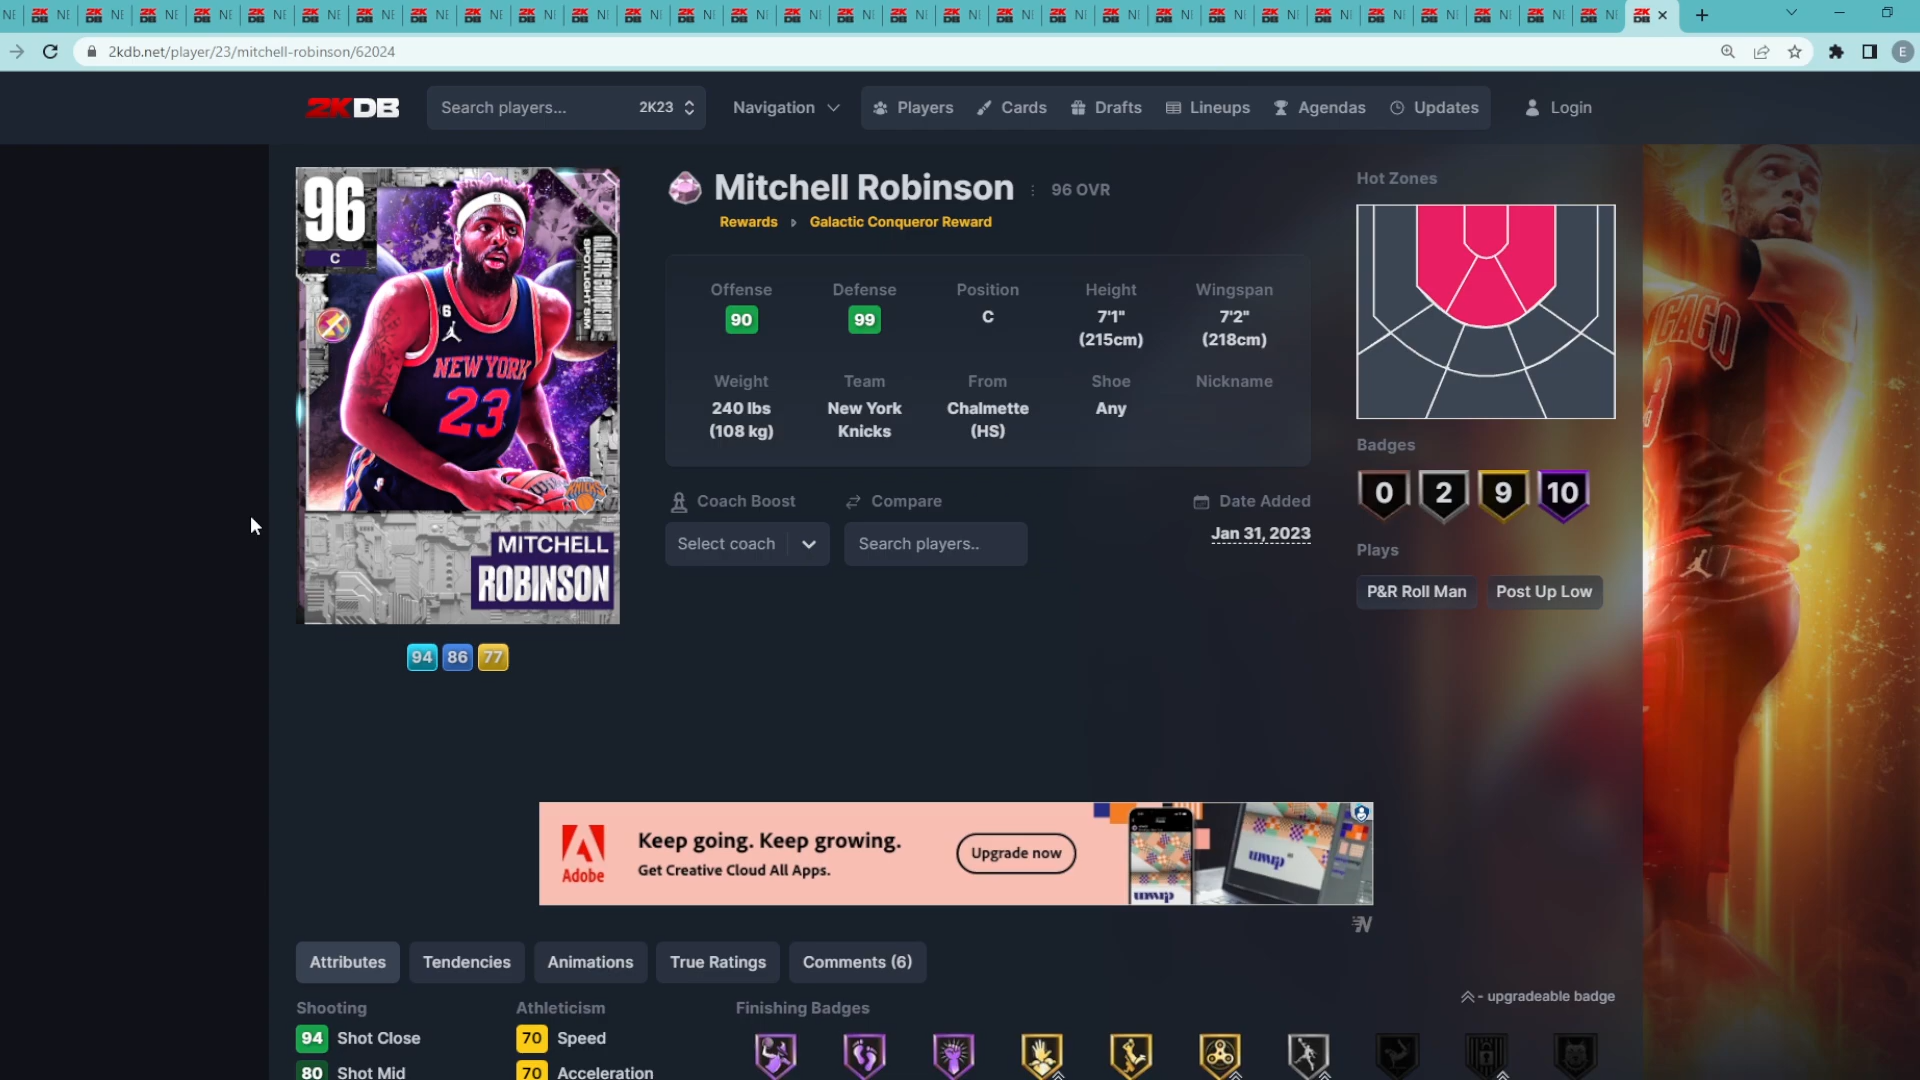 2kdb.net/player/23/mitchell-robinson/62024
E
2KDB
Search players...
2K23
Navigation
Players
Cards
Drafts
Lineups
Agendas
Updates
Login
96
C
GALACTIC CONQUEROR
SPOTLIGHT SIM
6
NEW YORK
23
KNICKS
MITCHELL
ROBINSON
94 86 77
Mitchell Robinson : 96 OVR
Rewards
Galactic Conqueror Reward
Offense
90
Defense
99
Position
C
Height
7'1"
(215cm)
Wingspan
7'2"
(218cm)
Weight
240 lbs
(108 kg)
Team
New York
Knicks
From
Chalmette
(HS)
Shoe
Any
Nickname
Coach Boost
Select coach
Compare
Search players..
Date Added
Jan 31, 2023
Hot Zones
Badges
0 2 9 10
Plays
P&R Roll Man
Post Up Low
Adobe
Keep going. Keep growing.
Get Creative Cloud All Apps.
Upgrade now
Attributes
Tendencies
Animations
True Ratings
Comments (6)
- upgradeable badge
Shooting
94 Shot Close
80 Shot Mid
Athleticism
70 Speed
70 Acceleration
Finishing Badges